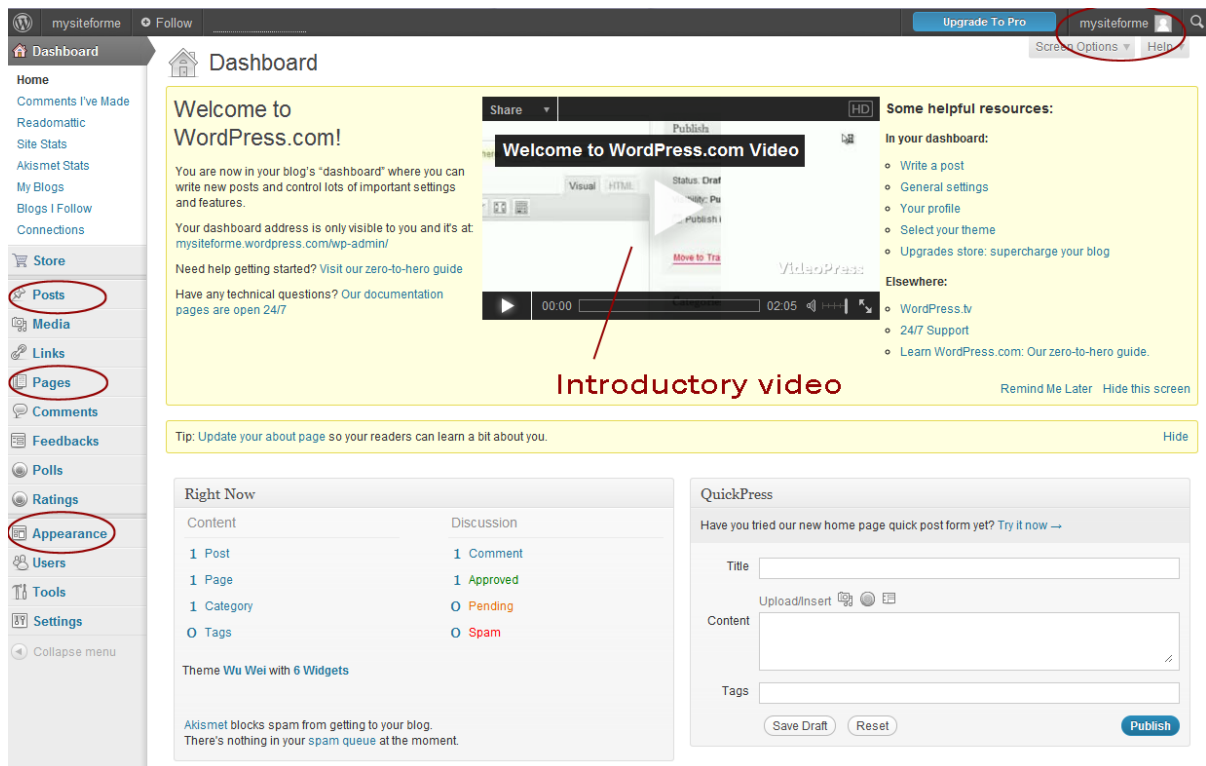 mysiteforme Follow Upgrade To Pro mysiteforme
Screen Options Help
Dashboard
Home
Comments I've Made
Readomattic
Site Stats
Akismet Stats
My Blogs
Blogs I Follow
Connections
Store
Posts
Media
Links
Pages
Comments
Feedbacks
Polls
Ratings
Appearance
Users
Tools
Settings
Collapse menu
Dashboard
Welcome to
WordPress.com!
You are now in your blog's "dashboard" where you can
write new posts and control lots of important settings
and features.
Your dashboard address is only visible to you and it's at:
mysiteforme.wordpress.com/wp-admin/
Need help getting started? Visit our zero-to-hero guide
Have any technical questions? Our documentation
pages are open 24/7
Share HD
Publish
Welcome to WordPress.com Video
Visual HTML
Status: Draf
Publish
Move to Tra
VideoPress
Categories
00:00 02:05
Introductory video
Some helpful resources:
In your dashboard:
Write a post
General settings
Your profile
Select your theme
Upgrades store: supercharge your blog
Elsewhere:
WordPress.tv
24/7 Support
Learn WordPress.com: Our zero-to-hero guide.
Remind Me Later Hide this screen
Tip: Update your about page so your readers can learn a bit about you. Hide
Right Now
Content Discussion
1 Post 1 Comment
1 Page 1 Approved
1 Category 0 Pending
0 Tags 0 Spam
Theme Wu Wei with 6 Widgets
Akismet blocks spam from getting to your blog.
There's nothing in your spam queue at the moment.
QuickPress
Have you tried our new home page quick post form yet? Try it now →
Title
Upload/Insert
Content
Tags
Save Draft Reset Publish